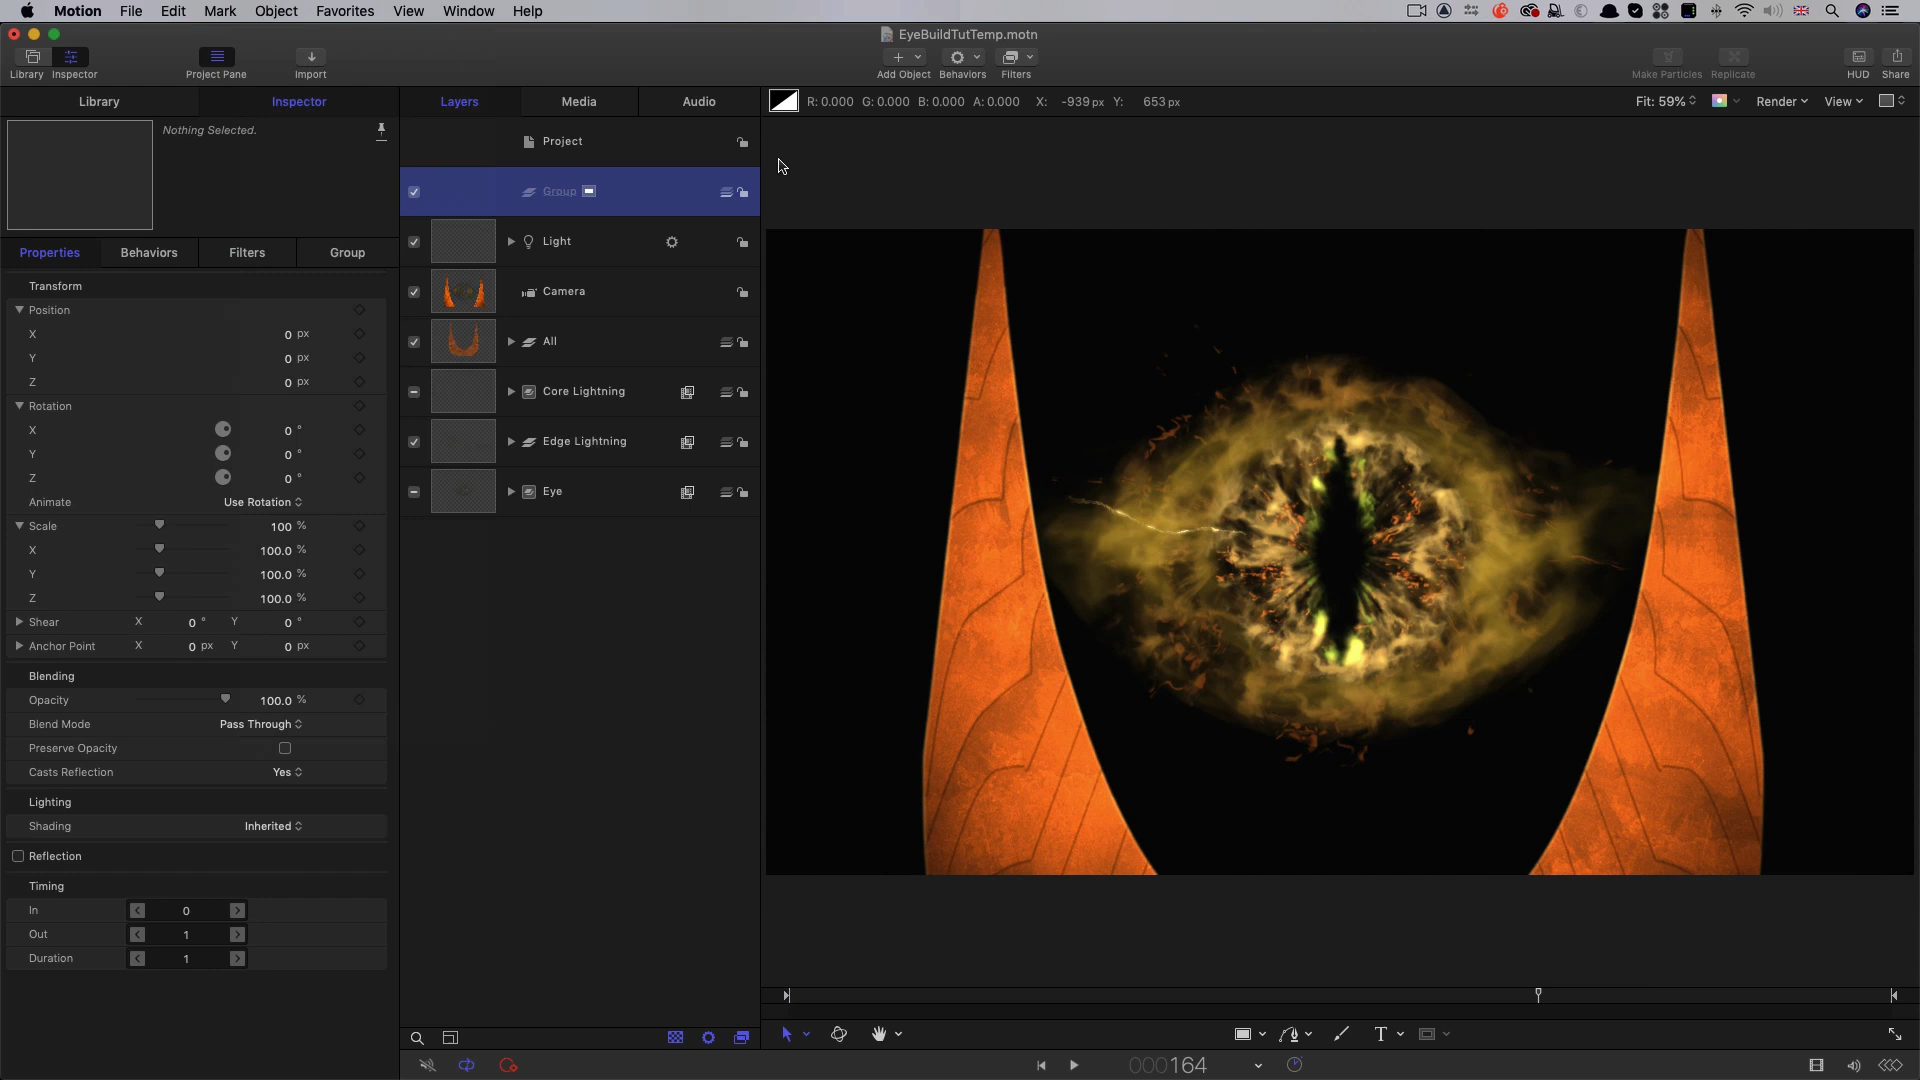 Motion File Edit Mark Object Favorites View Window Help
EyeBuildTutTemp.motn
Library Inspector Project Pane Import Add Object Behaviors Filters Make Particles Replicate HUD Share
Library Inspector Layers Media Audio R: 0.000 G: 0.000 B: 0.000 A: 0.000 X: -939 px Y: 653 px Fit: 59% Render View
Nothing Selected.
Project
Group
Properties Behaviors Filters Group
Light
Camera
All
Core Lightning
Edge Lightning
Eye
Transform
Position
X 0 px
Y 0 px
Z 0 px
Rotation
X 0 °
Y 0 °
Z 0 °
Animate Use Rotation
Scale 100 %
X 100.0 %
Y 100.0 %
Z 100.0 %
Shear X 0 ° Y 0 °
Anchor Point X 0 px Y 0 px
Blending
Opacity 100.0 %
Blend Mode Pass Through
Preserve Opacity
Casts Reflection Yes
Lighting
Shading Inherited
Reflection
Timing
In 0
Out 1
Duration 1
T
000164